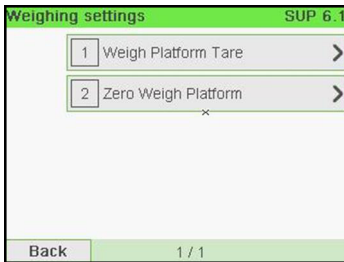 Weighing settings SUP 6.1
1 Weigh Platform Tare
2 Zero Weigh Platform
Back 1 / 1